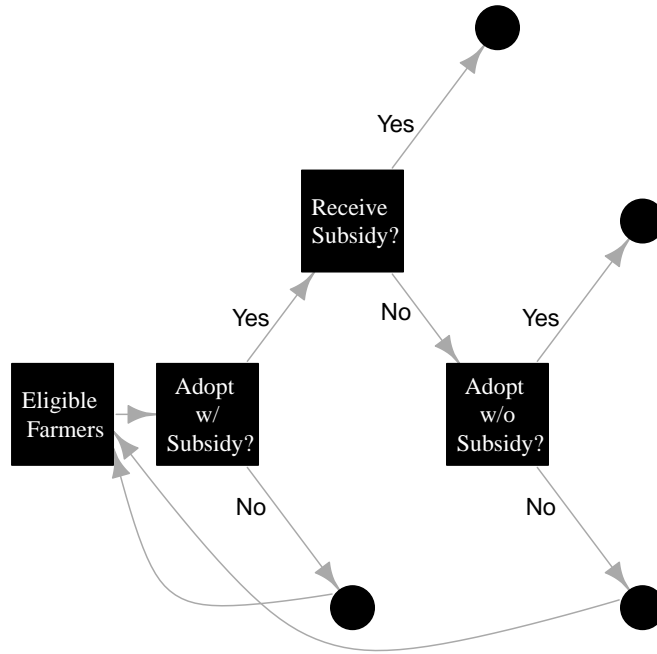 Yes
Receive
Subsidy?
Yes
No
Yes
Eligible
Farmers
Adopt
w/
Subsidy?
Adopt
w/o
Subsidy?
No
No